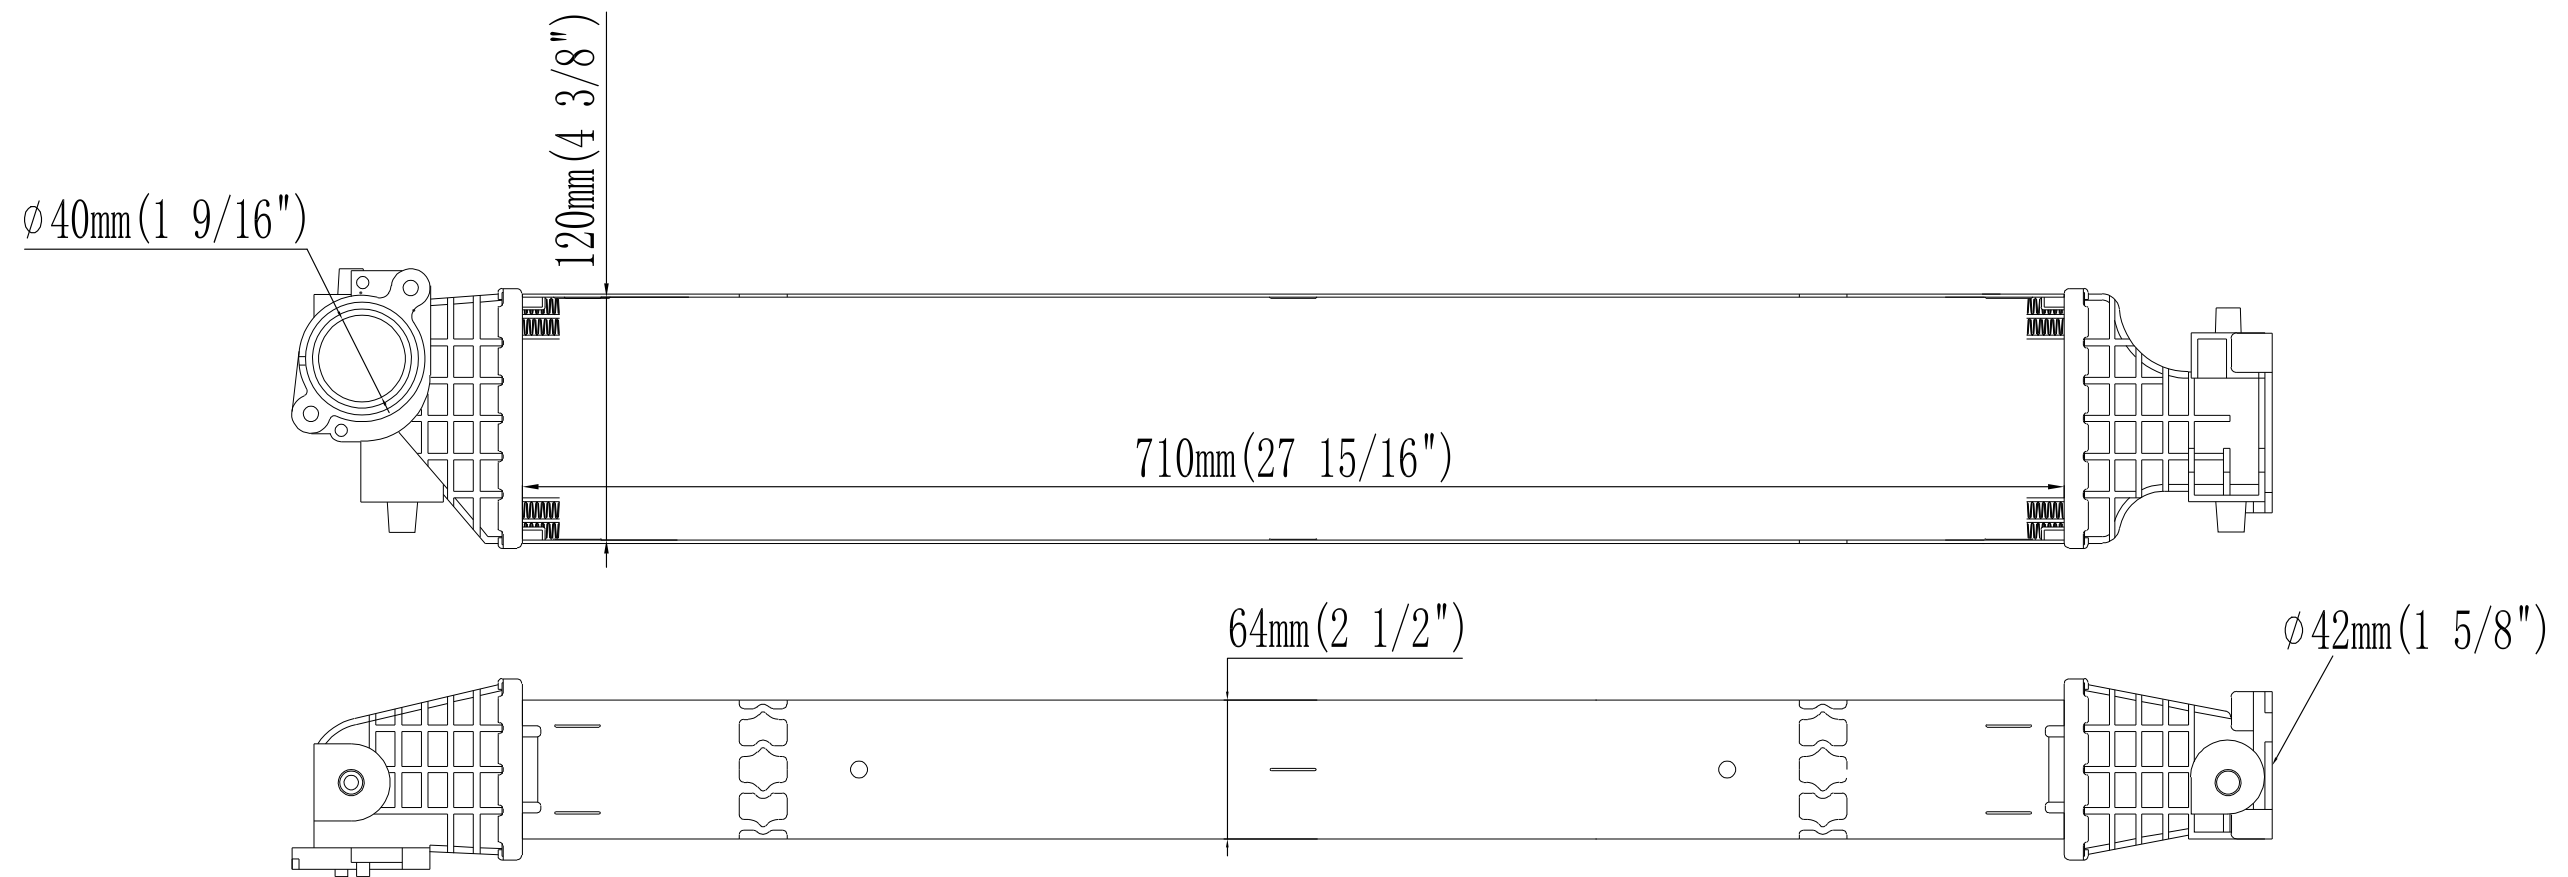 120mm(4 3/8")
ϕ40mm(1 9/16")
710mm(27 15/16")
64mm(2 1/2")
ϕ42mm(1 5/8")